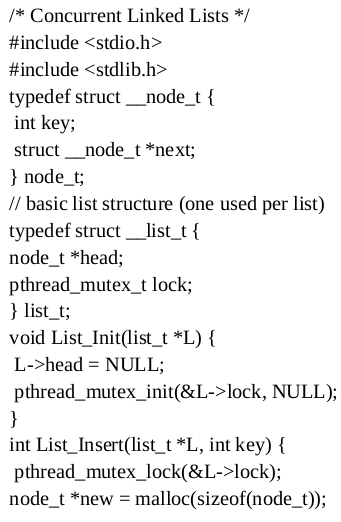 /* Concurrent Linked Lists */
#include <stdio.h>
#include <stdlib.h>
typedef struct __node_t {
int key;
struct __node_t *next;
} node_t;
// basic list structure (one used per list)
typedef struct __list_t {
node_t *head;
pthread_mutex_t lock;
} list_t;
void List_Init(list_t *L) {
L->head = NULL;
pthread_mutex_init(&L->lock, NULL);
}
int List_Insert(list_t *L, int key) {
pthread_mutex_lock(&L->lock);
node_t *new = malloc(sizeof(node_t));